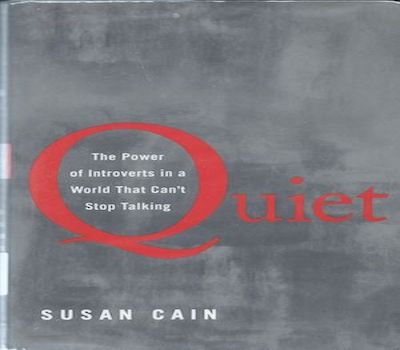 Quiet
The Power
of Introverts in a
World That Can't
Stop Talking
SUSAN CAIN